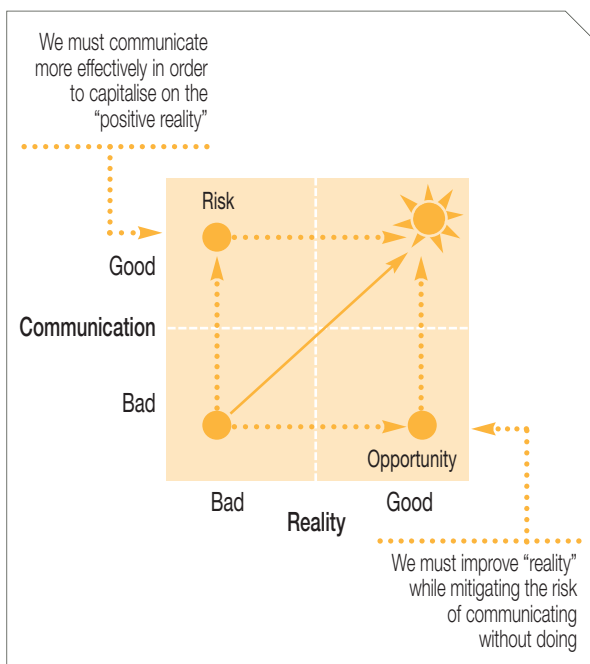 We must communicate
more effectively in order
to capitalise on the
“positive reality”
Risk
Good
Communication
Bad
Opportunity
Bad
Good
Reality
We must improve “reality”
while mitigating the risk
of communicating
without doing